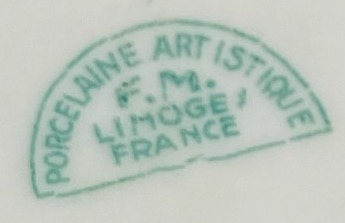 PORCELAINE ARTISTIQUE
F.M.
LIMOGES
FRANCE